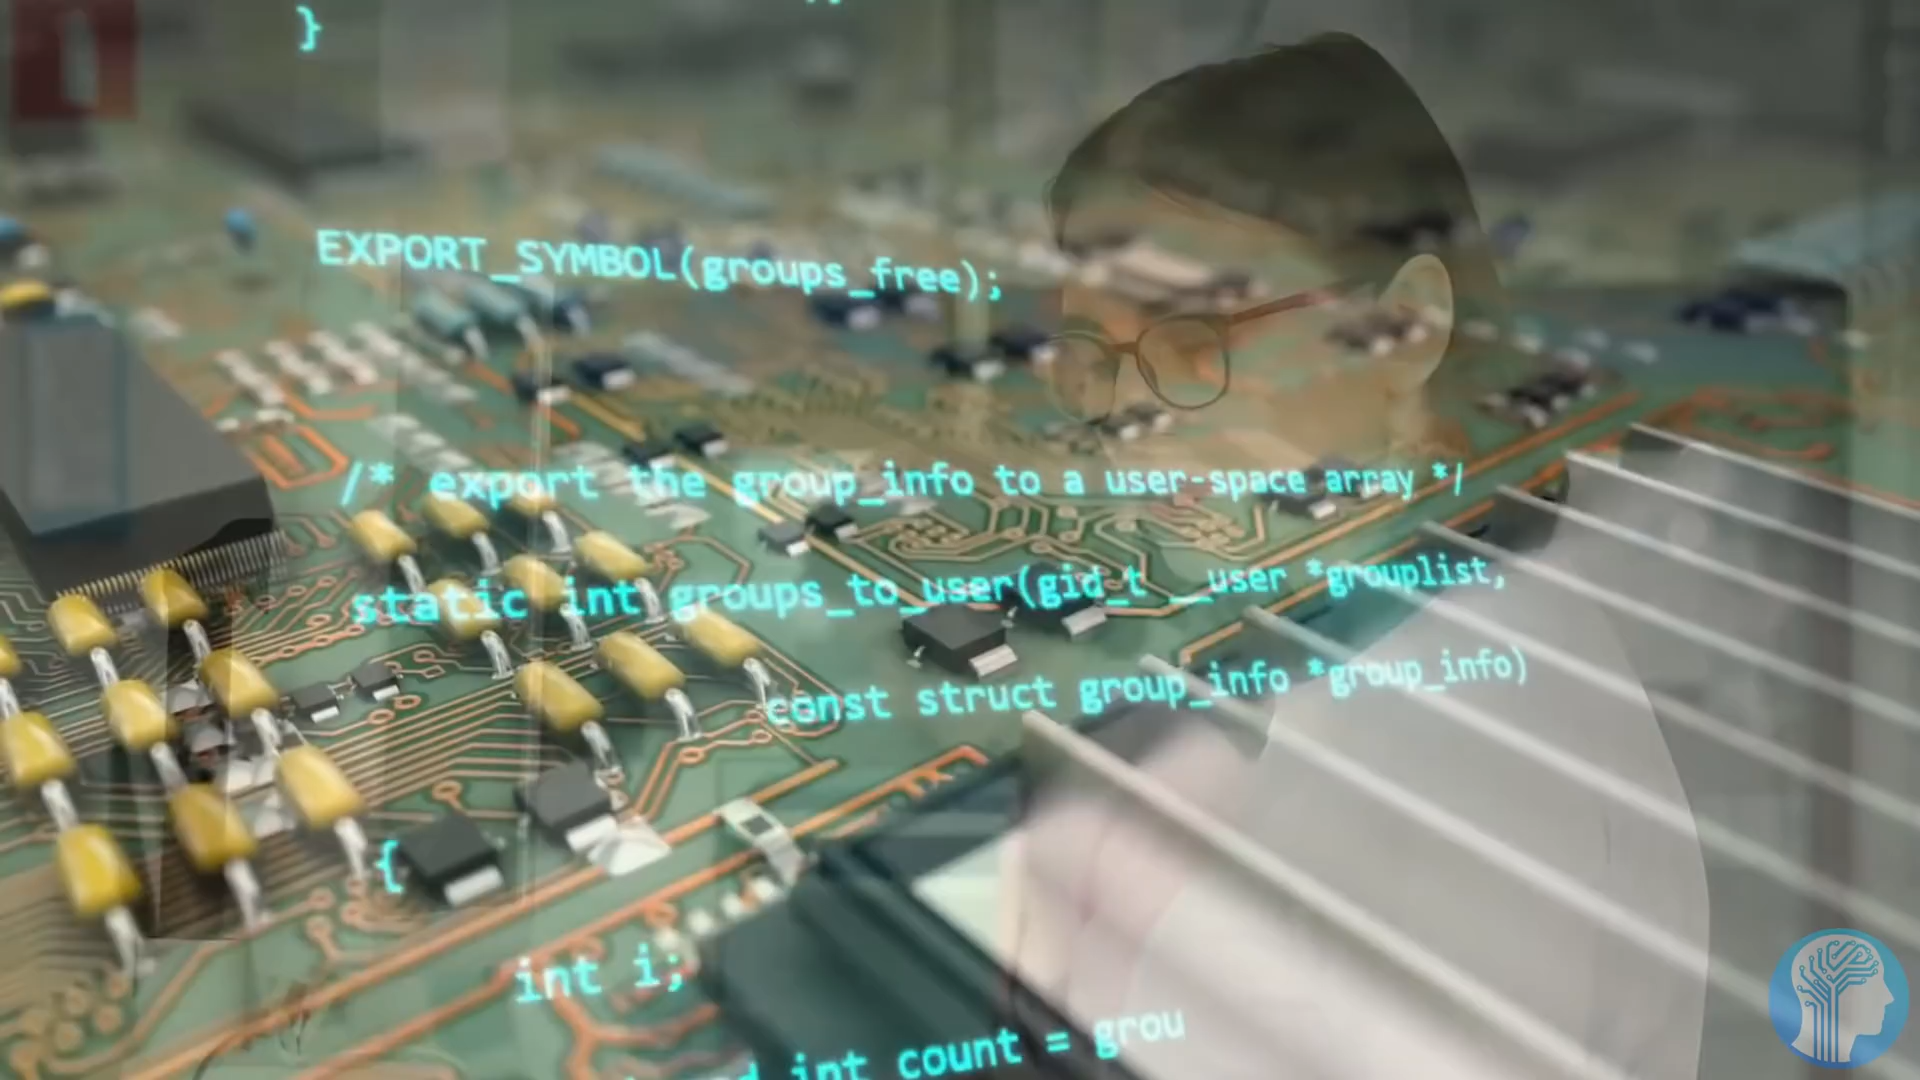 }
EXPORT_SYMBOL(groups_free);
/* export the group_info to a user-space array */
static int groups_to_user(gid_t __user *grouplist,
const struct group_info *group_info)
{
int i;
int count = grou